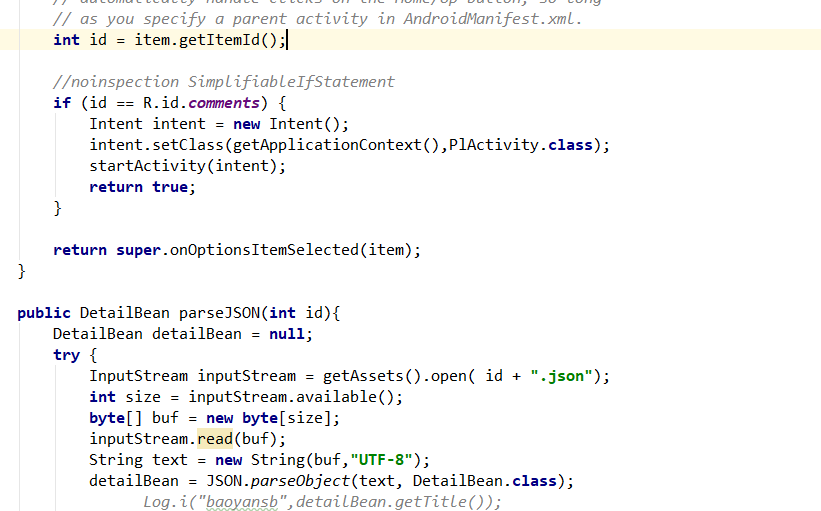 // automatically handle clicks on the Home/Up button, so long
// as you specify a parent activity in AndroidManifest.xml.
int id = item.getItemId();
//noinspection SimplifiableIfStatement
if (id == R.id.comments) {
Intent intent = new Intent();
intent.setClass(getApplicationContext(),PlActivity.class);
startActivity(intent);
return true;
}
return super.onOptionsItemSelected(item);
}
public DetailBean parseJSON(int id){
DetailBean detailBean = null;
try {
InputStream inputStream = getAssets().open( id + ".json");
int size = inputStream.available();
byte[] buf = new byte[size];
inputStream.read(buf);
String text = new String(buf,"UTF-8");
detailBean = JSON.parseObject(text, DetailBean.class);
Log.i("baoyansb",detailBean.getTitle());